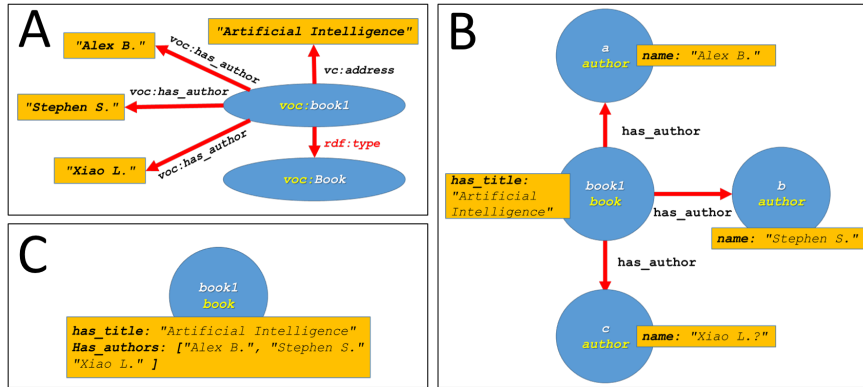 A
"Alex B."
voc:has_author
"Artificial Intelligence"
vc:address
"Stephen S."
voc:has_author
voc:book1
"Xiao L."
voc:has_author
rdf:type
voc:Book
B
a
author
name: "Alex B."
has_author
has_title:
"Artificial
Intelligence"
book1
book
has_author
b
author
name: "Stephen S."
has_author
c
author
name: "Xiao L.?"
C
book1
book
has_title: "Artificial Intelligence"
Has_authors: ["Alex B.", "Stephen S."
"Xiao L." ]